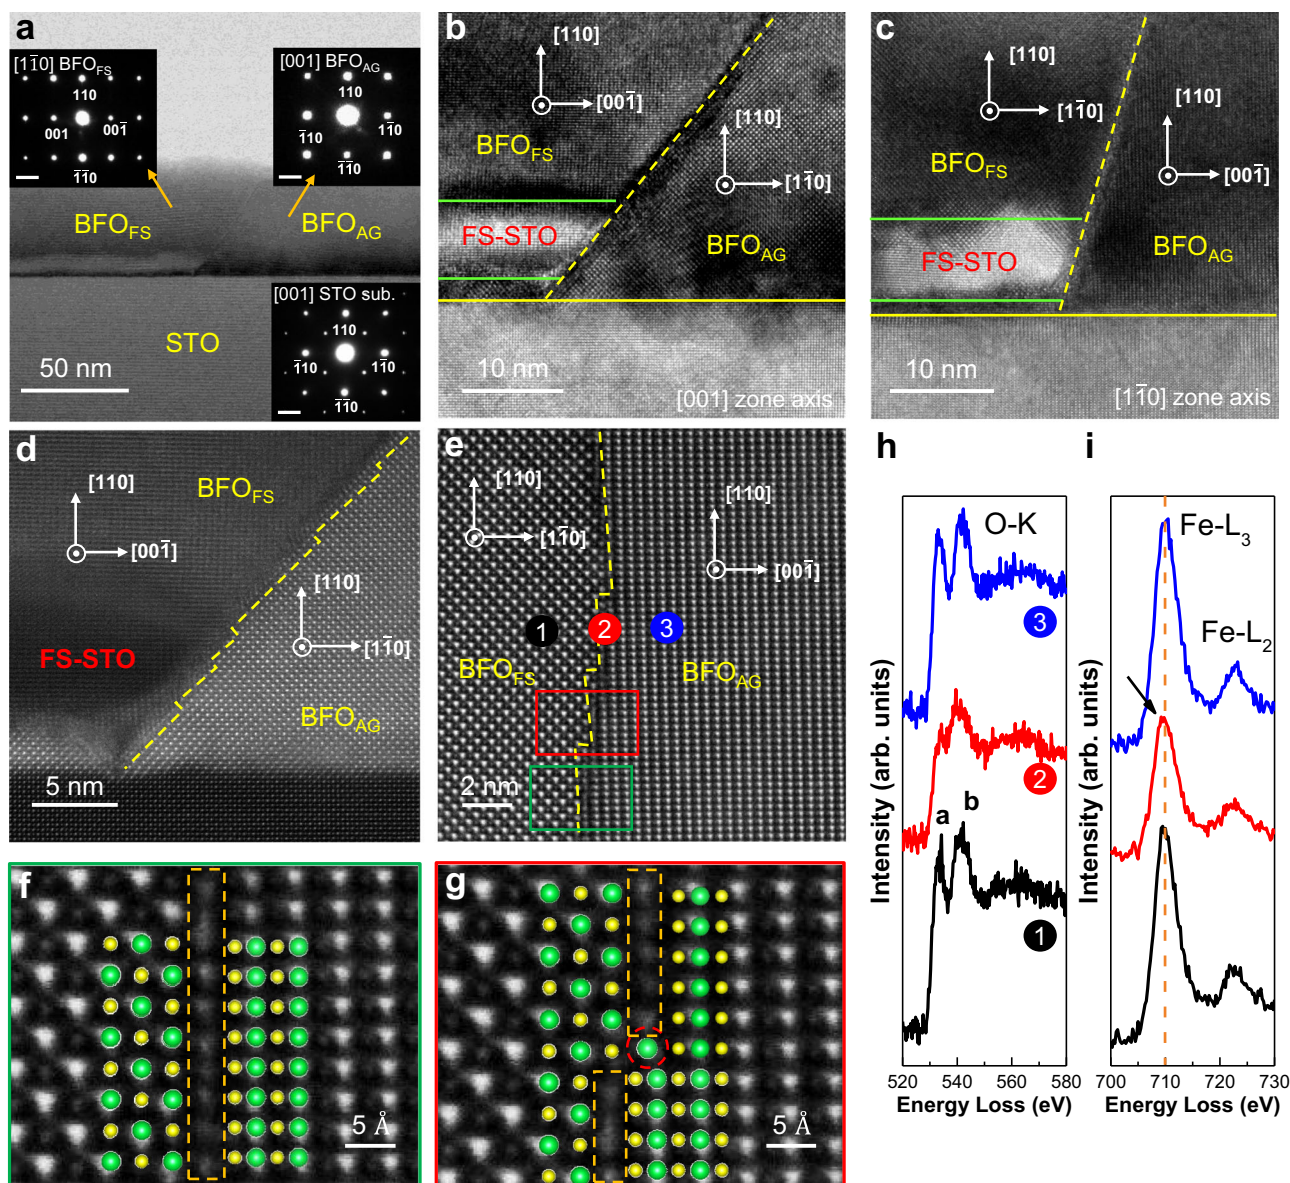 a
[11̅0] BFO_FS
110
001
001̅
1̅1̅0
[001] BFO_AG
110
1̅10
11̅0
1̅1̅0
BFO_FS
BFO_AG
[001] STO sub.
110
1̅10
11̅0
1̅1̅0
STO
50 nm
b
[110]
[001̅]
BFO_FS
[110]
[11̅0]
FS-STO
BFO_AG
10 nm
[001] zone axis
c
[110]
[11̅0]
BFO_FS
[110]
[001̅]
FS-STO
BFO_AG
10 nm
[11̅0] zone axis
d
[110]
BFO_FS
[001̅]
[110]
[11̅0]
FS-STO
BFO_AG
5 nm
e
[110]
[11̅0]
[110]
[001̅]
1
2
3
BFO_FS
BFO_AG
2 nm
f
5 Å
g
5 Å
h
O-K
3
2
a
b
1
Intensity (arb. units)
520 540 560 580
Energy Loss (eV)
i
Fe-L₃
Fe-L₂
Intensity (arb. units)
700 710 720 730
Energy Loss (eV)